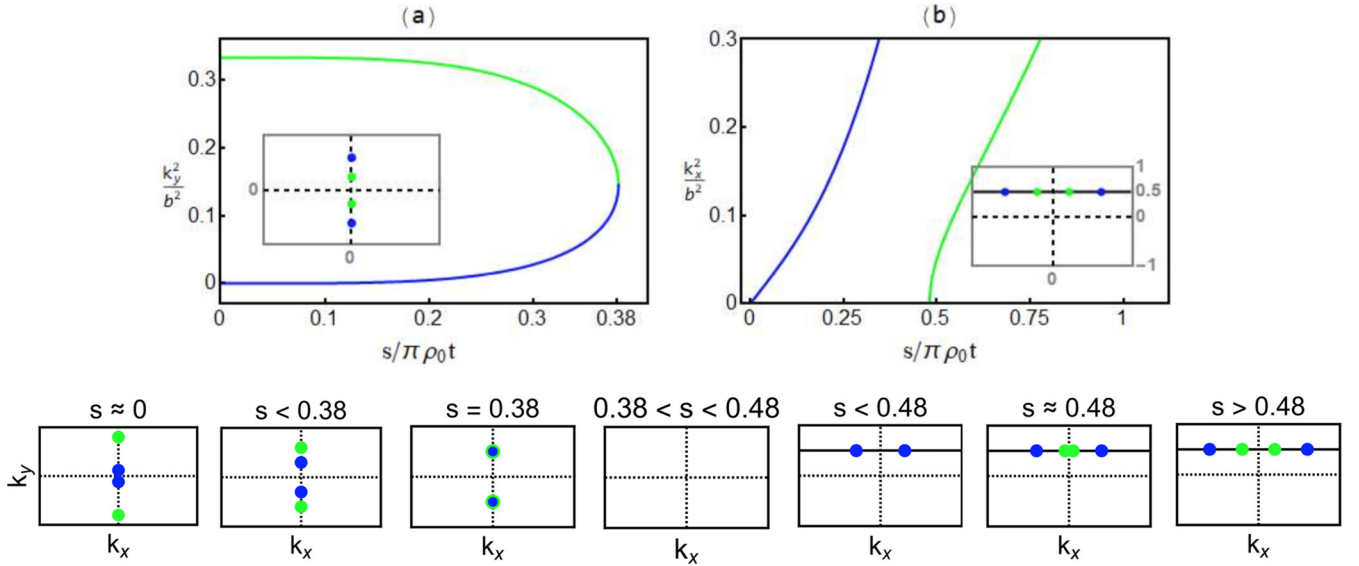 (a)
k_y^2 / b^2
0.3
0.2
0.1
0
0
0
0 0.1 0.2 0.3 0.38
s/π ρ₀ t
(b)
k_x^2 / b^2
0.3
0.2
0.1
0
1
0.5
0
−1
0
0 0.25 0.5 0.75 1
s/π ρ₀ t
s ≈ 0
s < 0.38
s = 0.38
0.38 < s < 0.48
s < 0.48
s ≈ 0.48
s > 0.48
k_y
k_x
k_x
k_x
k_x
k_x
k_x
k_x